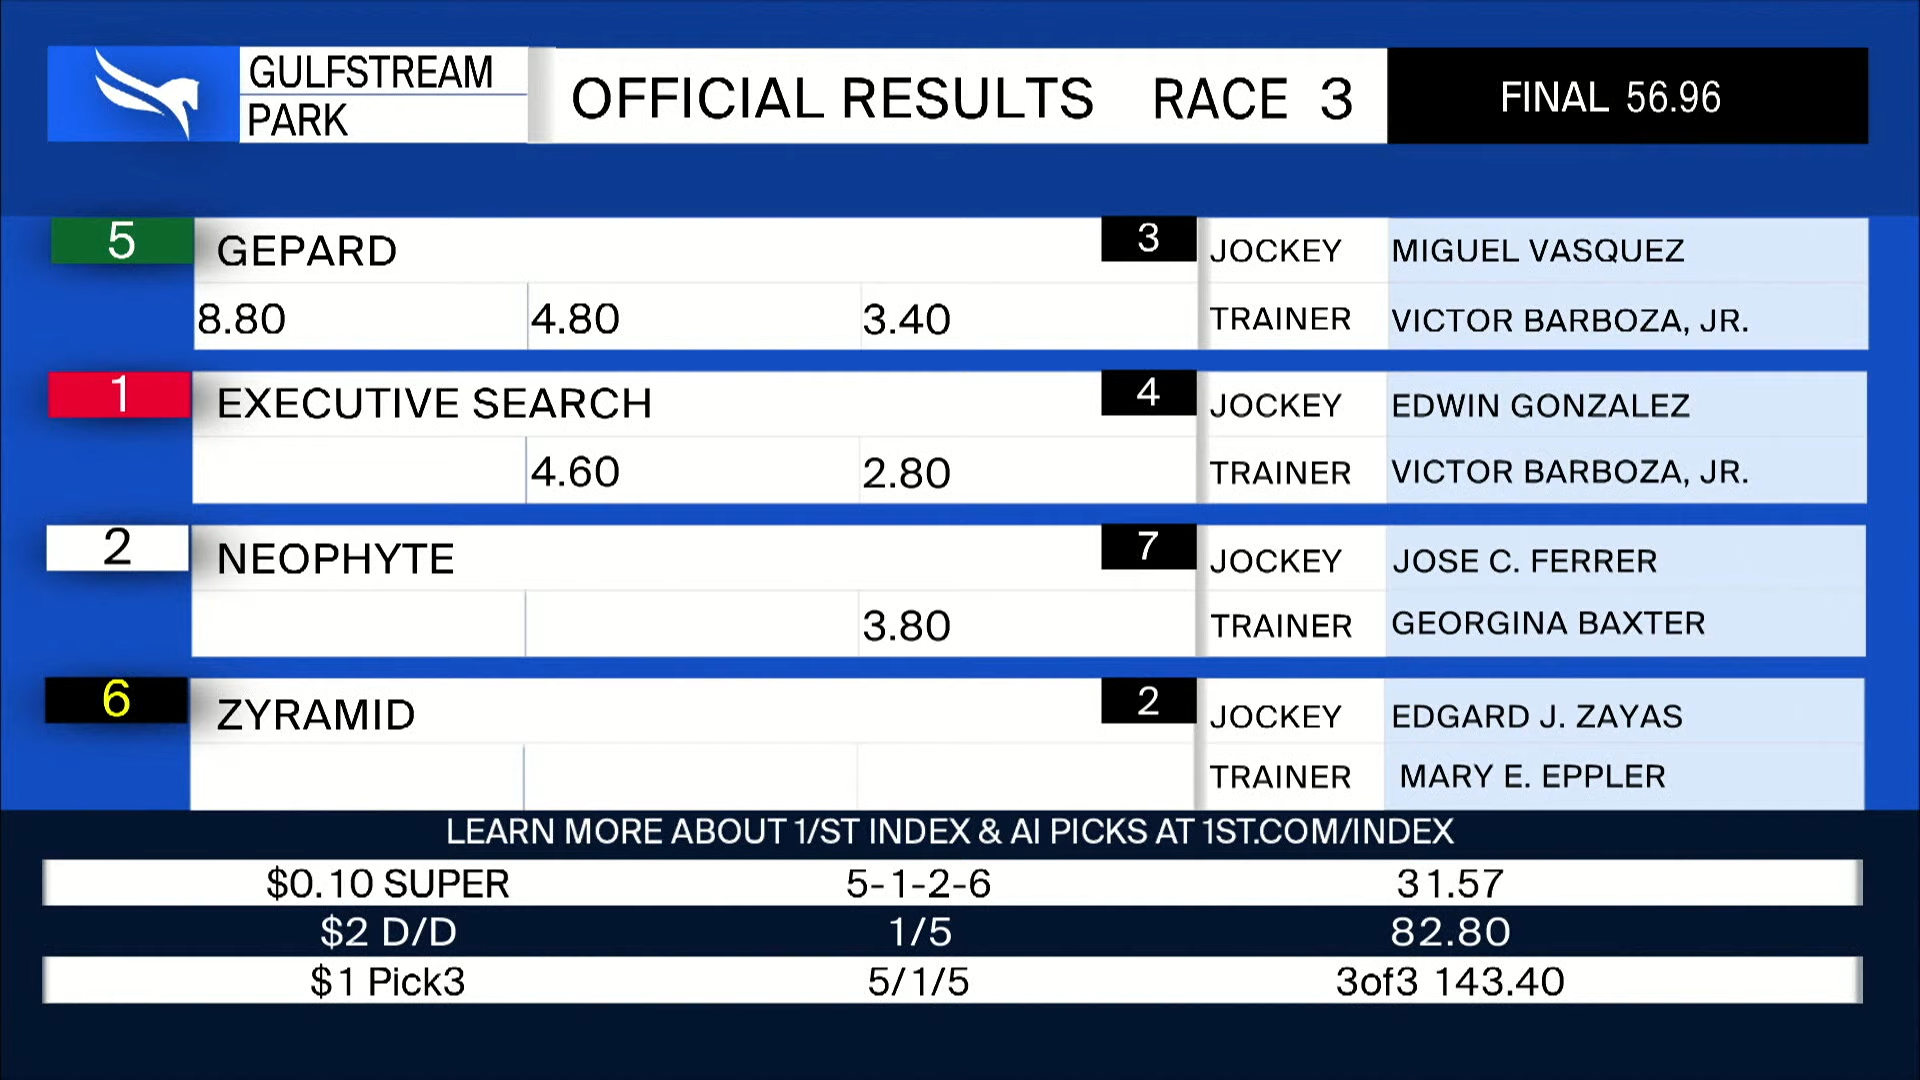 GULFSTREAM
PARK
OFFICIAL RESULTS RACE 3
FINAL 56.96
5 GEPARD 3 JOCKEY MIGUEL VASQUEZ
8.80 4.80 3.40 TRAINER VICTOR BARBOZA, JR.
1 EXECUTIVE SEARCH 4 JOCKEY EDWIN GONZALEZ
4.60 2.80 TRAINER VICTOR BARBOZA, JR.
2 NEOPHYTE 7 JOCKEY JOSE C. FERRER
3.80 TRAINER GEORGINA BAXTER
6 ZYRAMID 2 JOCKEY EDGARD J. ZAYAS
TRAINER MARY E. EPPLER
LEARN MORE ABOUT 1/ST INDEX & AI PICKS AT 1ST.COM/INDEX
$0.10 SUPER 5-1-2-6 31.57
$2 D/D 1/5 82.80
$1 Pick3 5/1/5 3of3 143.40